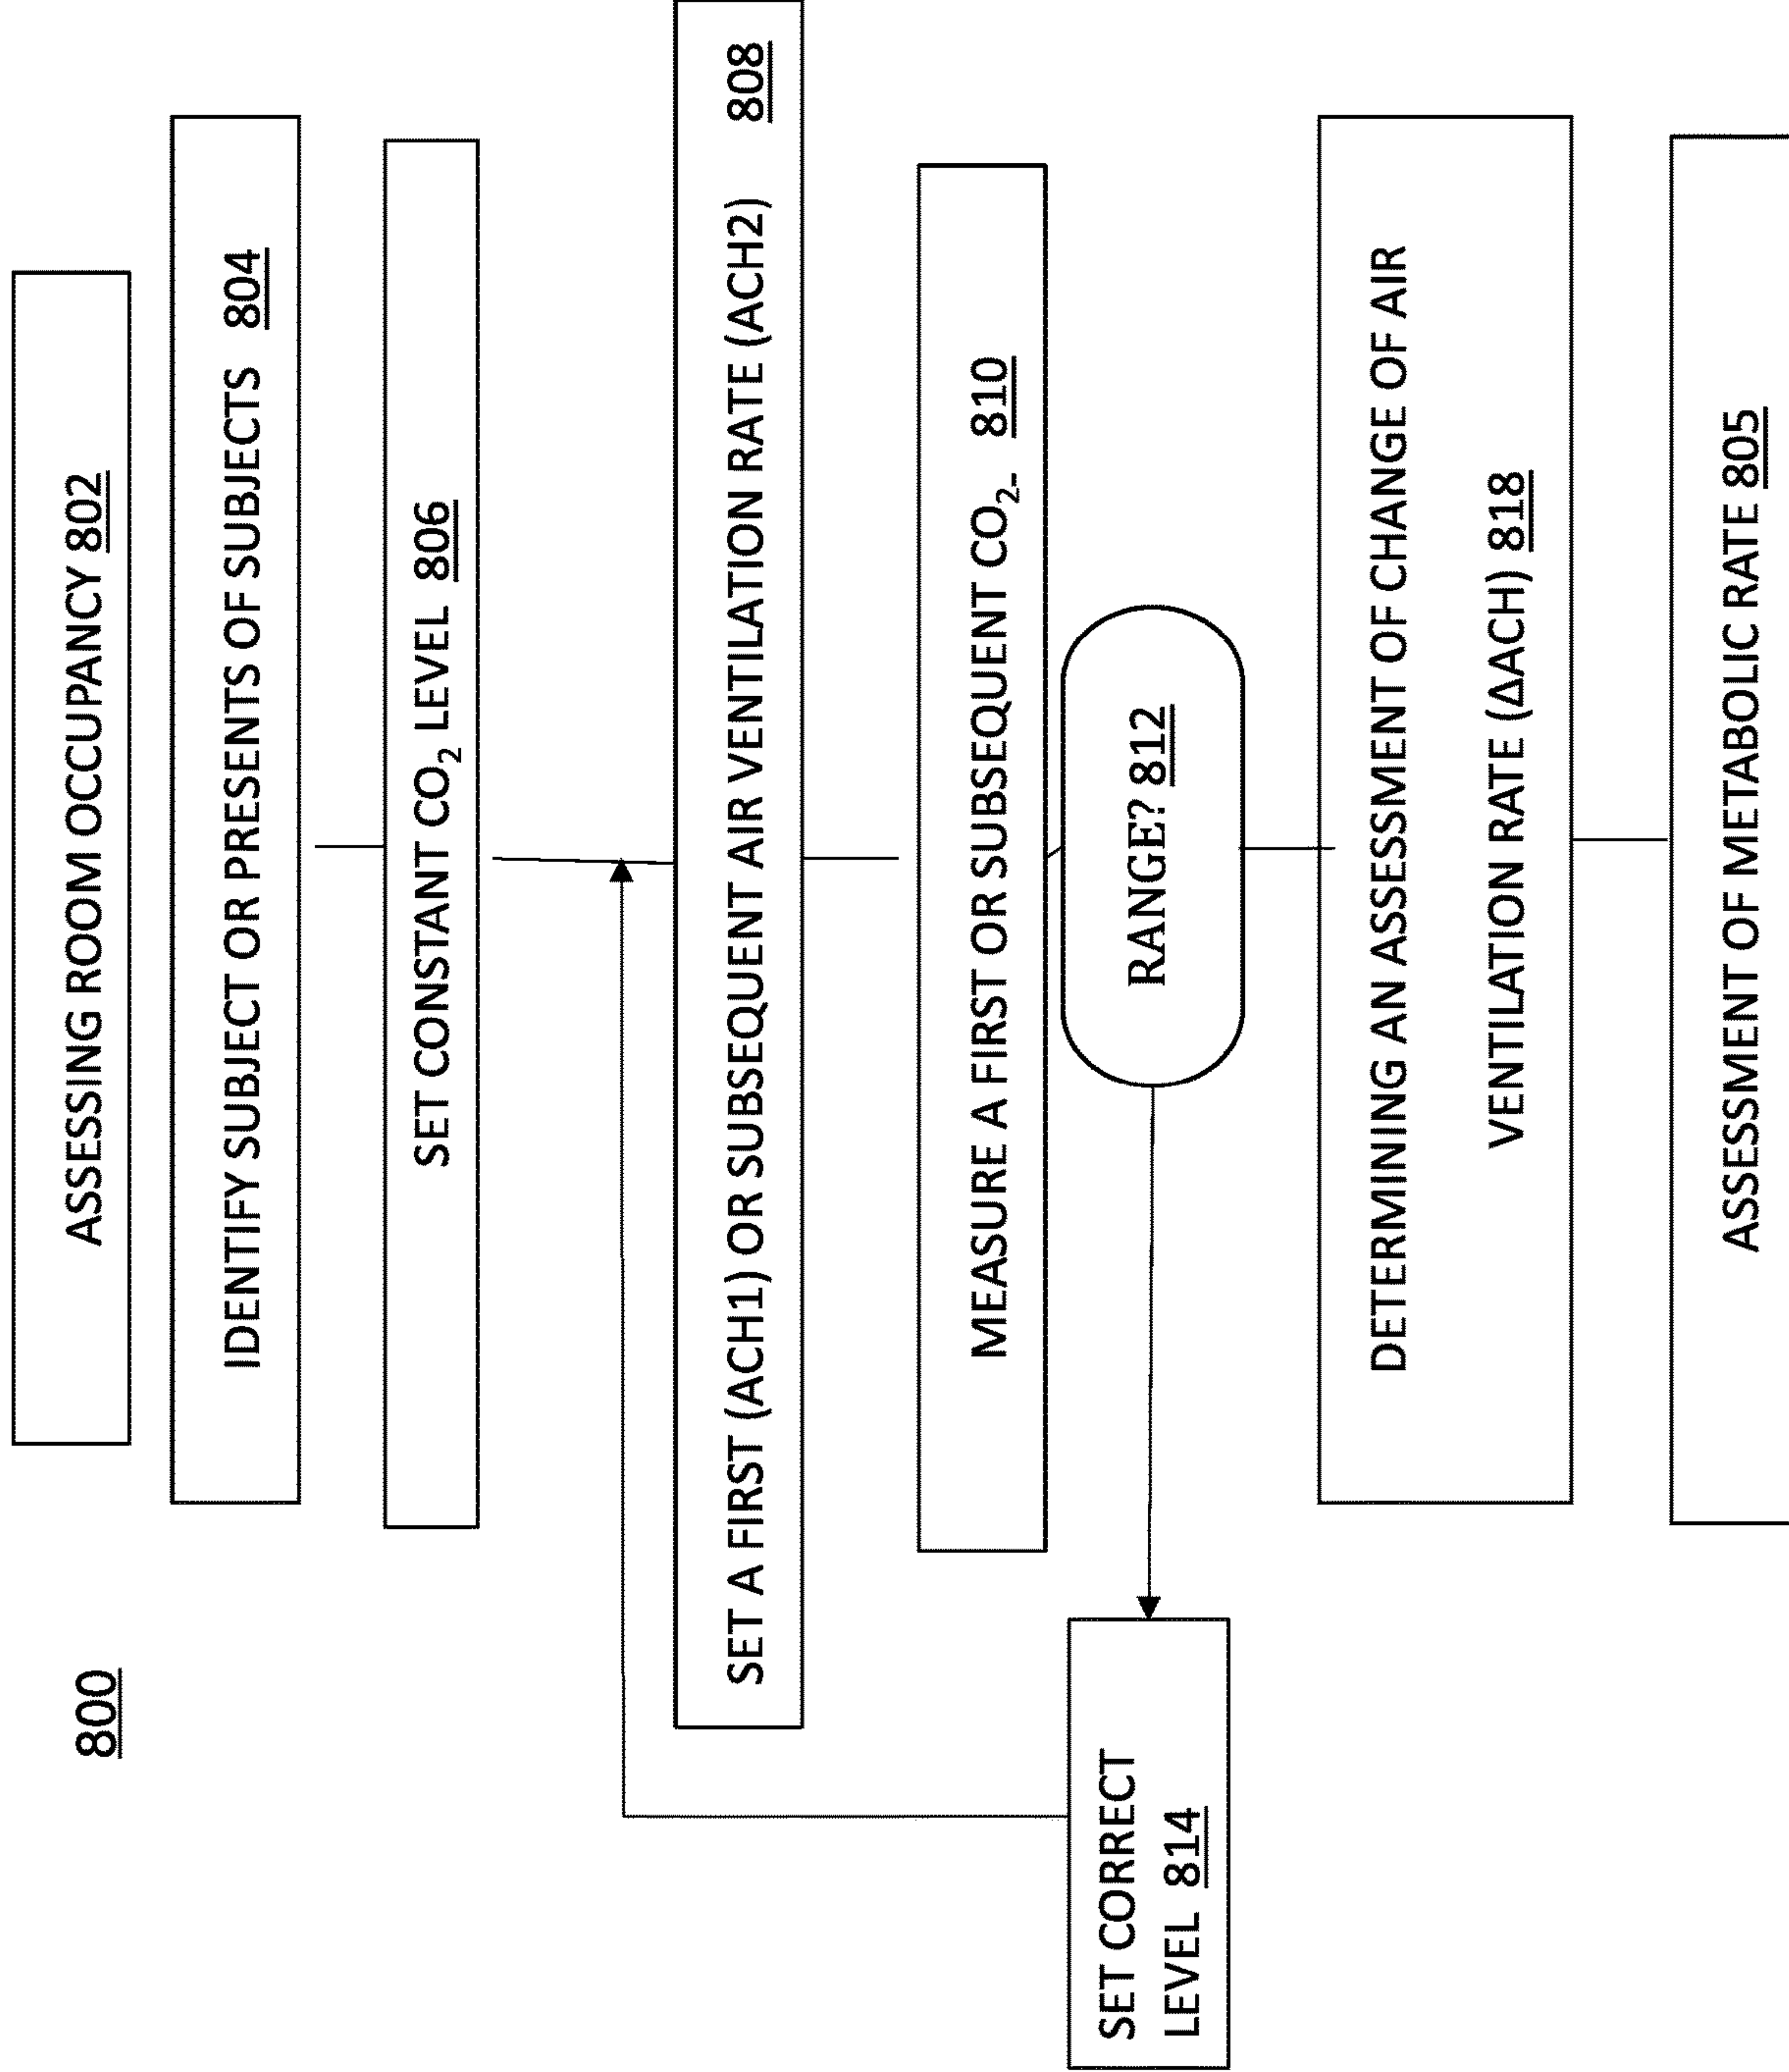 800
ASSESSING ROOM OCCUPANCY 802
IDENTIFY SUBJECT OR PRESENTS OF SUBJECTS 804
SET CONSTANT CO₂ LEVEL 806
SET A FIRST (ACH1) OR SUBSEQUENT AIR VENTILATION RATE (ACH2) 808
MEASURE A FIRST OR SUBSEQUENT CO₂- 810
RANGE? 812
SET CORRECT
LEVEL 814
DETERMINING AN ASSESSMENT OF CHANGE OF AIR
VENTILATION RATE (ΔACH) 818
ASSESSMENT OF METABOLIC RATE 805